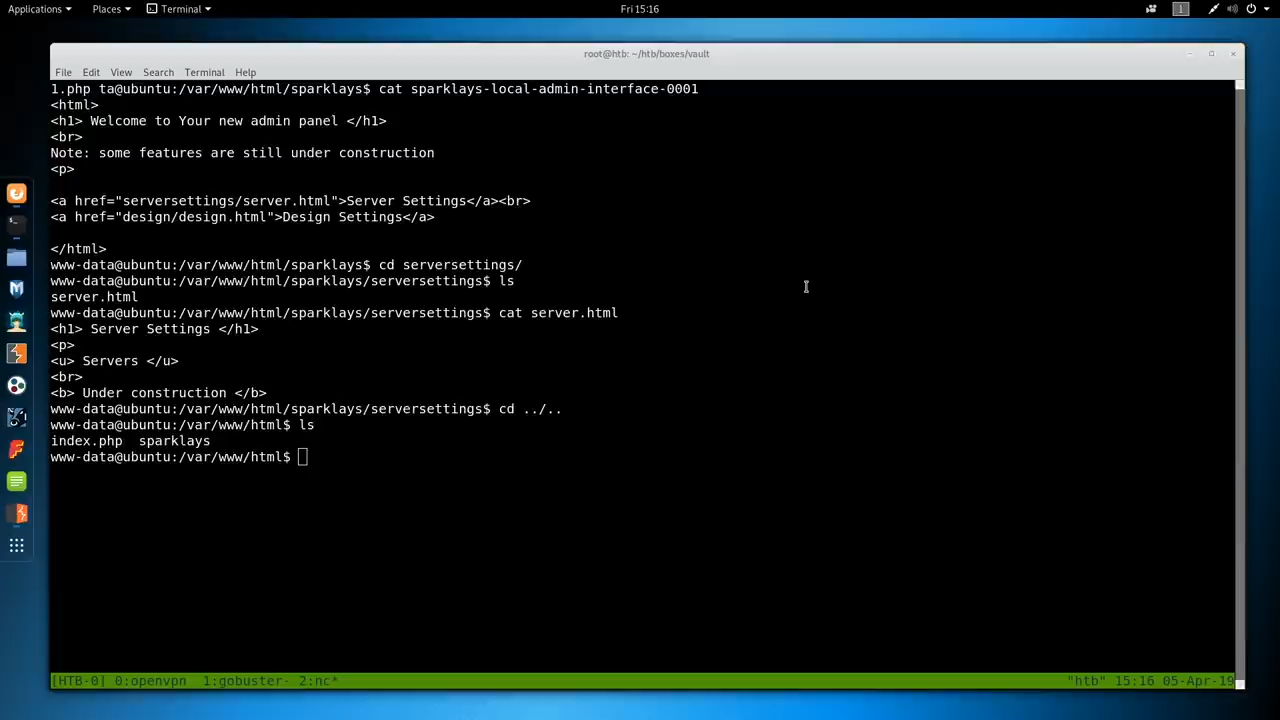 Applications
Places
Terminal
Fri 15:16
1
root@htb: ~/htb/boxes/vault
File Edit View Search Terminal Help
1.php ta@ubuntu:/var/www/html/sparklays$ cat sparklays-local-admin-interface-0001
<html>
<h1> Welcome to Your new admin panel </h1>
<br>
Note: some features are still under construction
<p>
<a href="serversettings/server.html">Server Settings</a><br>
<a href="design/design.html">Design Settings</a>
</html>
www-data@ubuntu:/var/www/html/sparklays$ cd serversettings/
www-data@ubuntu:/var/www/html/sparklays/serversettings$ ls
server.html
www-data@ubuntu:/var/www/html/sparklays/serversettings$ cat server.html
<h1> Server Settings </h1>
<p>
<u> Servers </u>
<br>
<b> Under construction </b>
www-data@ubuntu:/var/www/html/sparklays/serversettings$ cd ../..
www-data@ubuntu:/var/www/html$ ls
index.php  sparklays
www-data@ubuntu:/var/www/html$
[HTB-0] 0:openvpn  1:gobuster- 2:nc*
"htb" 15:16 05-Apr-19